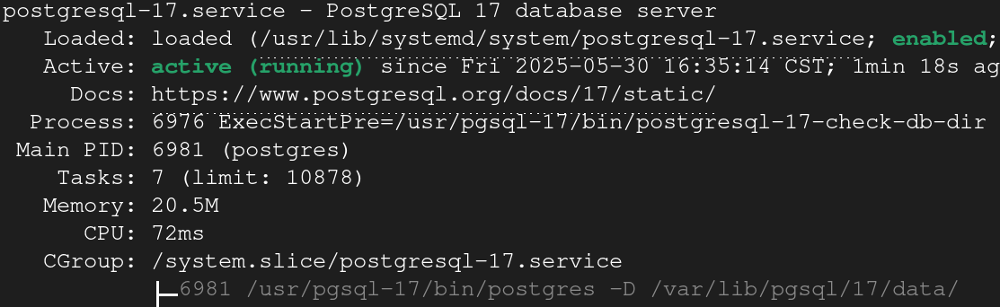 postgresql-17.service - PostgreSQL 17 database server
Loaded: loaded (/usr/lib/systemd/system/postgresql-17.service; enabled;
Active: active (running) since Fri 2025-05-30 16:35:14 CST; 1min 18s ag
Docs: https://www.postgresql.org/docs/17/static/
Process: 6976 ExecStartPre=/usr/pgsql-17/bin/postgresql-17-check-db-dir
Main PID: 6981 (postgres)
Tasks: 7 (limit: 10878)
Memory: 20.5M
CPU: 72ms
CGroup: /system.slice/postgresql-17.service
├─6981 /usr/pgsql-17/bin/postgres -D /var/lib/pgsql/17/data/